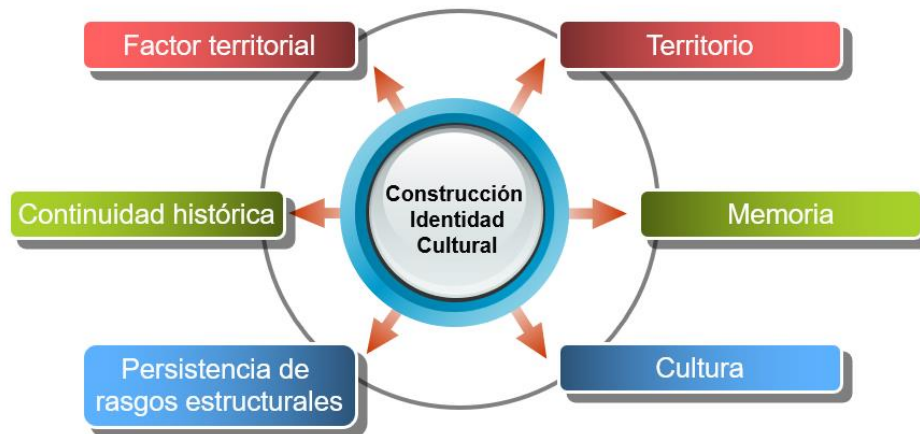 Factor territorial
Territorio
Construcción
Identidad
Cultural
Continuidad histórica
Memoria
Persistencia de
rasgos estructurales
Cultura